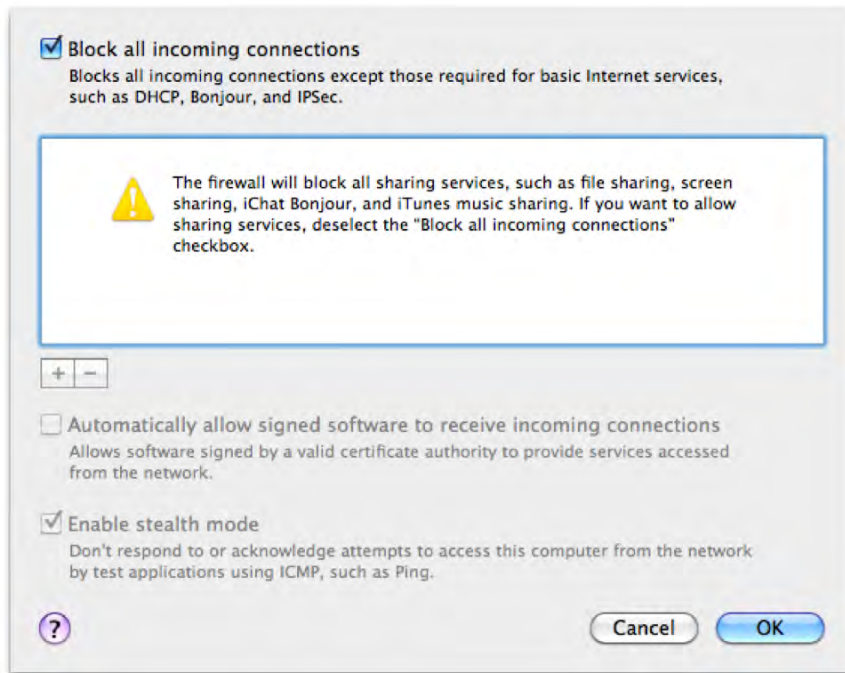 Block all incoming connections
Blocks all incoming connections except those required for basic Internet services,
such as DHCP, Bonjour, and IPSec.
The firewall will block all sharing services, such as file sharing, screen
sharing, iChat Bonjour, and iTunes music sharing. If you want to allow
sharing services, deselect the "Block all incoming connections"
checkbox.
+ −
Automatically allow signed software to receive incoming connections
Allows software signed by a valid certificate authority to provide services accessed
from the network.
Enable stealth mode
Don't respond to or acknowledge attempts to access this computer from the network
by test applications using ICMP, such as Ping.
? Cancel OK